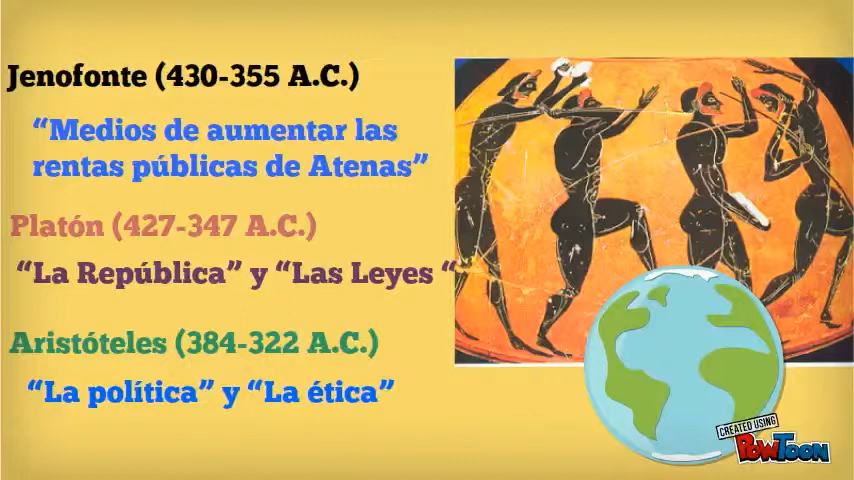 Jenofonte (430-355 A.C.)
“Medios de aumentar las
rentas públicas de Atenas”
Platón (427-347 A.C.)
“La República” y “Las Leyes “
Aristóteles (384-322 A.C.)
“La política” y “La ética”
CREATED USING
POWTOON